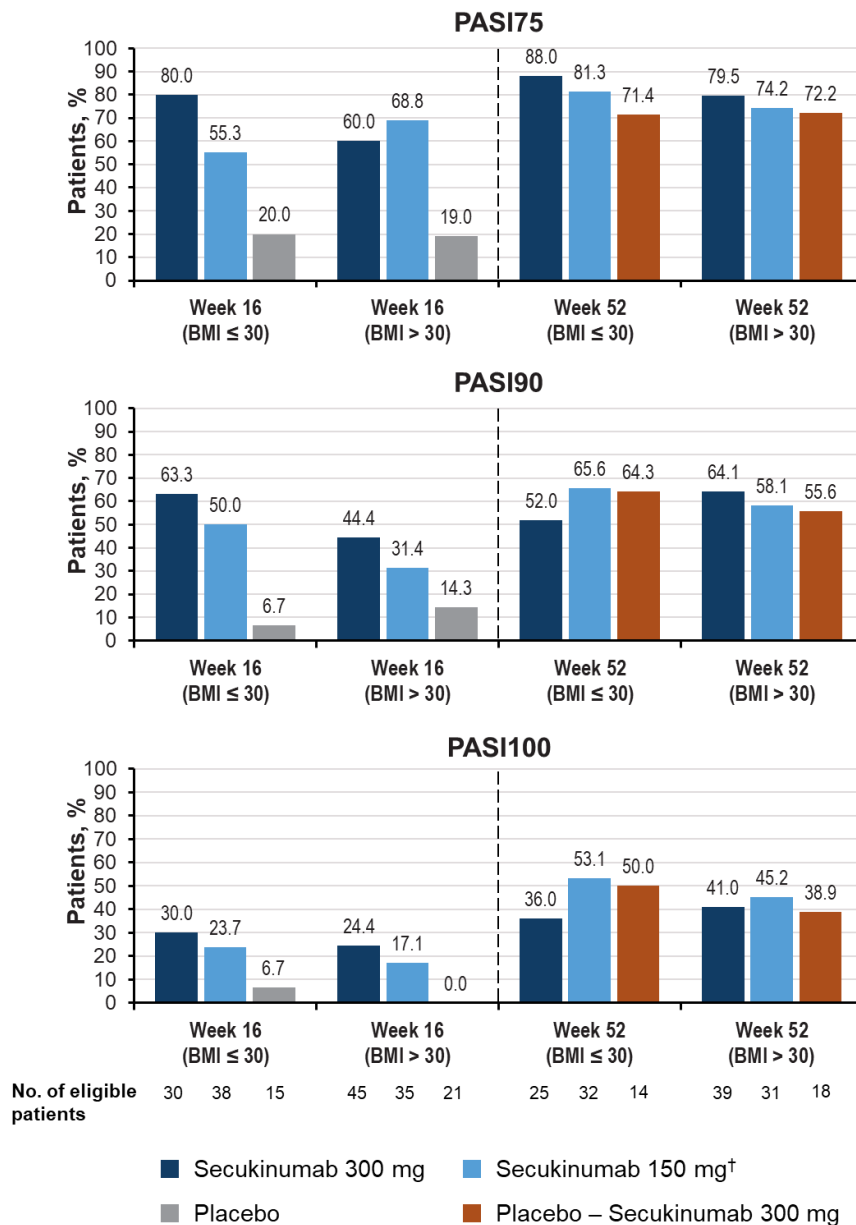 PASI75
Patients, %
100
90
80
70
60
50
40
30
20
10
0
80.0
55.3
20.0
60.0
68.8
19.0
88.0
81.3
71.4
79.5
74.2
72.2
Week 16
(BMI ≤ 30)
Week 16
(BMI > 30)
Week 52
(BMI ≤ 30)
Week 52
(BMI > 30)
PASI90
Patients, %
100
90
80
70
60
50
40
30
20
10
0
63.3
50.0
6.7
44.4
31.4
14.3
52.0
65.6
64.3
64.1
58.1
55.6
Week 16
(BMI ≤ 30)
Week 16
(BMI > 30)
Week 52
(BMI ≤ 30)
Week 52
(BMI > 30)
PASI100
Patients, %
100
90
80
70
60
50
40
30
20
10
0
30.0
23.7
6.7
24.4
17.1
0.0
36.0
53.1
50.0
41.0
45.2
38.9
Week 16
(BMI ≤ 30)
Week 16
(BMI > 30)
Week 52
(BMI ≤ 30)
Week 52
(BMI > 30)
No. of eligible
patients
30 38 15 45 35 21 25 32 14 39 31 18
Secukinumab 300 mg
Secukinumab 150 mg†
Placebo
Placebo – Secukinumab 300 mg